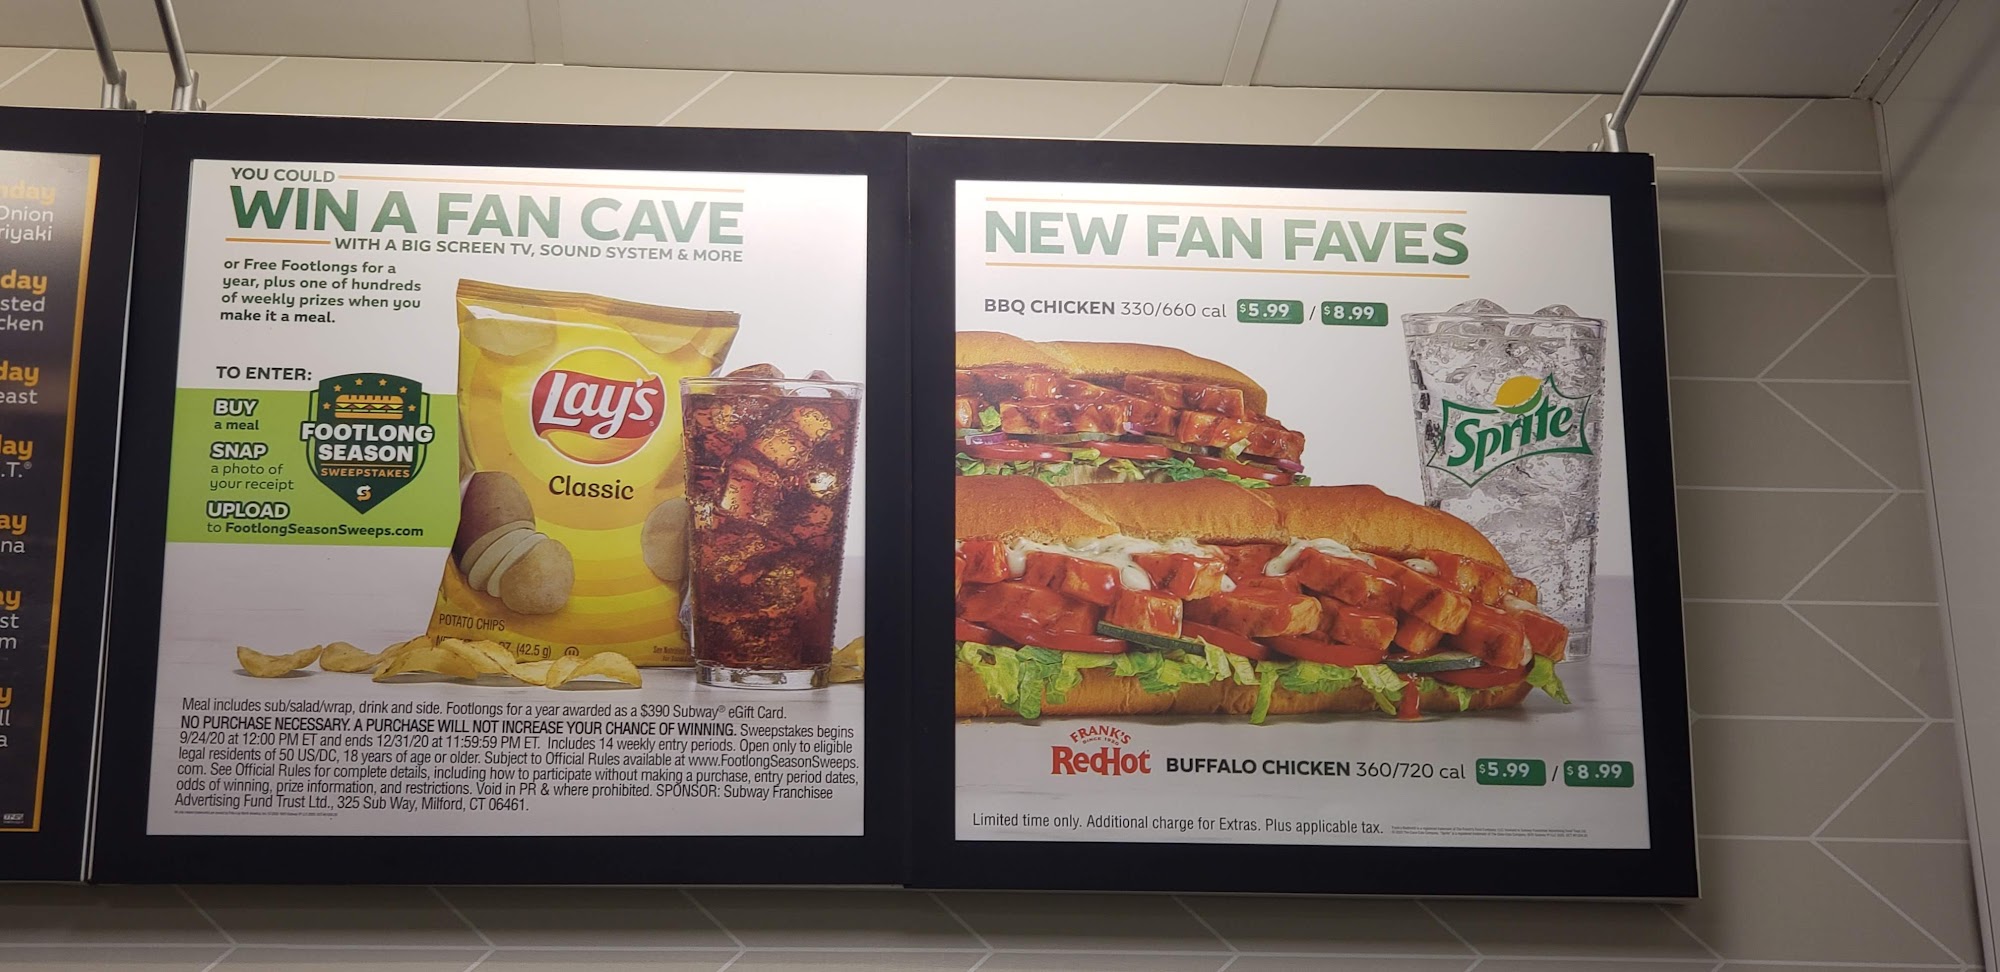 day
Onion
riyaki
day
sted
cken
day
east
day
.T.®
ay
na
ay
st
m
y
ll
a
YOU COULD
WIN A FAN CAVE
WITH A BIG SCREEN TV, SOUND SYSTEM & MORE
or Free Footlongs for a
year, plus one of hundreds
of weekly prizes when you
make it a meal.
TO ENTER:
BUY
a meal
SNAP
a photo of
your receipt
UPLOAD
to FootlongSeasonSweeps.com
FOOTLONG
SEASON
SWEEPSTAKES
Lay's
Classic
POTATO CHIPS
(42.5 g)
Meal includes sub/salad/wrap, drink and side. Footlongs for a year awarded as a $390 Subway® eGift Card.
NO PURCHASE NECESSARY. A PURCHASE WILL NOT INCREASE YOUR CHANCE OF WINNING. Sweepstakes begins
9/24/20 at 12:00 PM ET and ends 12/31/20 at 11:59:59 PM ET. Includes 14 weekly entry periods. Open only to eligible
legal residents of 50 US/DC, 18 years of age or older. Subject to Official Rules available at www.FootlongSeasonSweeps.
com. See Official Rules for complete details, including how to participate without making a purchase, entry period dates,
odds of winning, prize information, and restrictions. Void in PR & where prohibited. SPONSOR: Subway Franchisee
Advertising Fund Trust Ltd., 325 Sub Way, Milford, CT 06461.
NEW FAN FAVES
BBQ CHICKEN 330/660 cal $5.99 / $8.99
Sprite
FRANK'S
SINCE 1920
RedHot
BUFFALO CHICKEN 360/720 cal $5.99 / $8.99
Limited time only. Additional charge for Extras. Plus applicable tax.